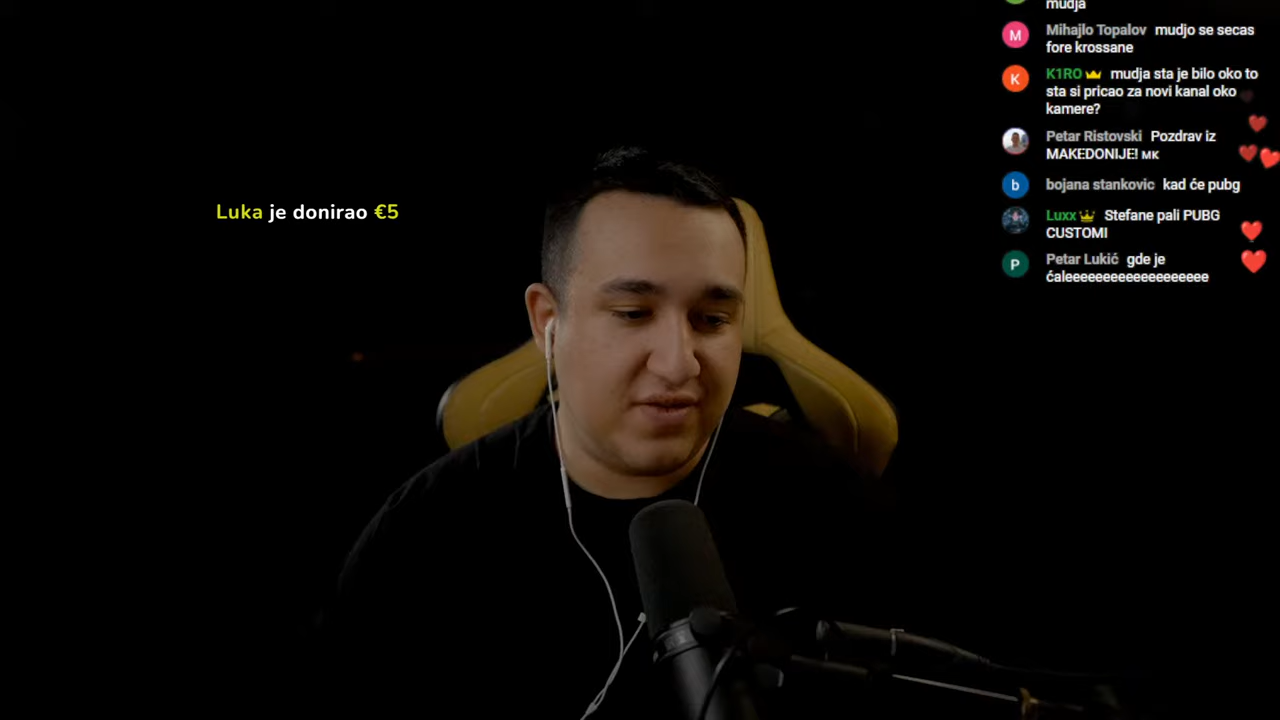 mudja
Mihajlo Topalov mudjo se secas
fore krossane
K1RO mudja sta je bilo oko to
sta si pricao za novi kanal oko
kamere?
Petar Ristovski Pozdrav iz
MAKEDONIJE! MK
bojana stankovic kad će pubg
Luxx Stefane pali PUBG
CUSTOMI
Petar Lukić gde je
ćaleeeeeeeeeeeeeeeeeee
Luka je donirao €5
M
K
b
P